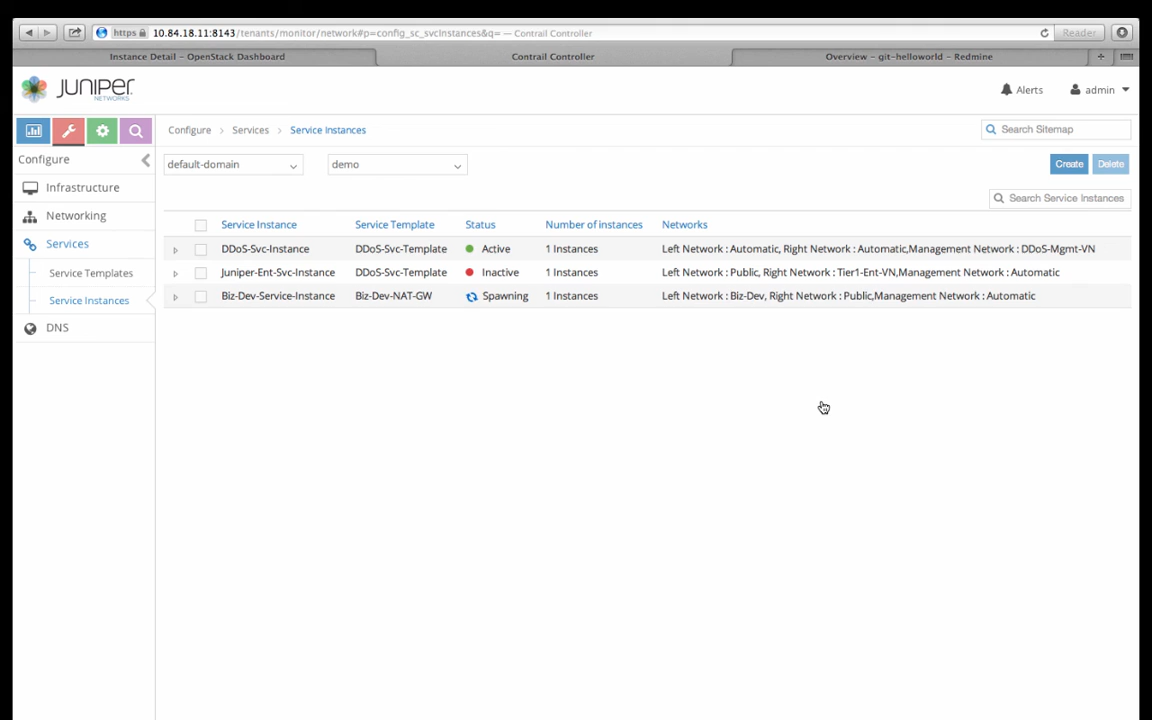 https 10.84.18.11:8143/tenants/monitor/network#p=config_sc_svcInstances&q= — Contrail Controller Reader
Instance Detail – OpenStack Dashboard Contrail Controller Overview – git-helloworld – Redmine +
JUNIPER
NETWORKS
Alerts admin
Configure > Services > Service Instances Search Sitemap
Configure
default-domain demo Create Delete
Infrastructure
Search Service Instances
Networking
Service Instance Service Template Status Number of instances Networks
Services
DDoS-Svc-Instance DDoS-Svc-Template Active 1 Instances Left Network : Automatic, Right Network : Automatic,Management Network : DDoS-Mgmt-VN
Service Templates
Juniper-Ent-Svc-Instance DDoS-Svc-Template Inactive 1 Instances Left Network : Public, Right Network : Tier1-Ent-VN,Management Network : Automatic
Service Instances
Biz-Dev-Service-Instance Biz-Dev-NAT-GW Spawning 1 Instances Left Network : Biz-Dev, Right Network : Public,Management Network : Automatic
DNS